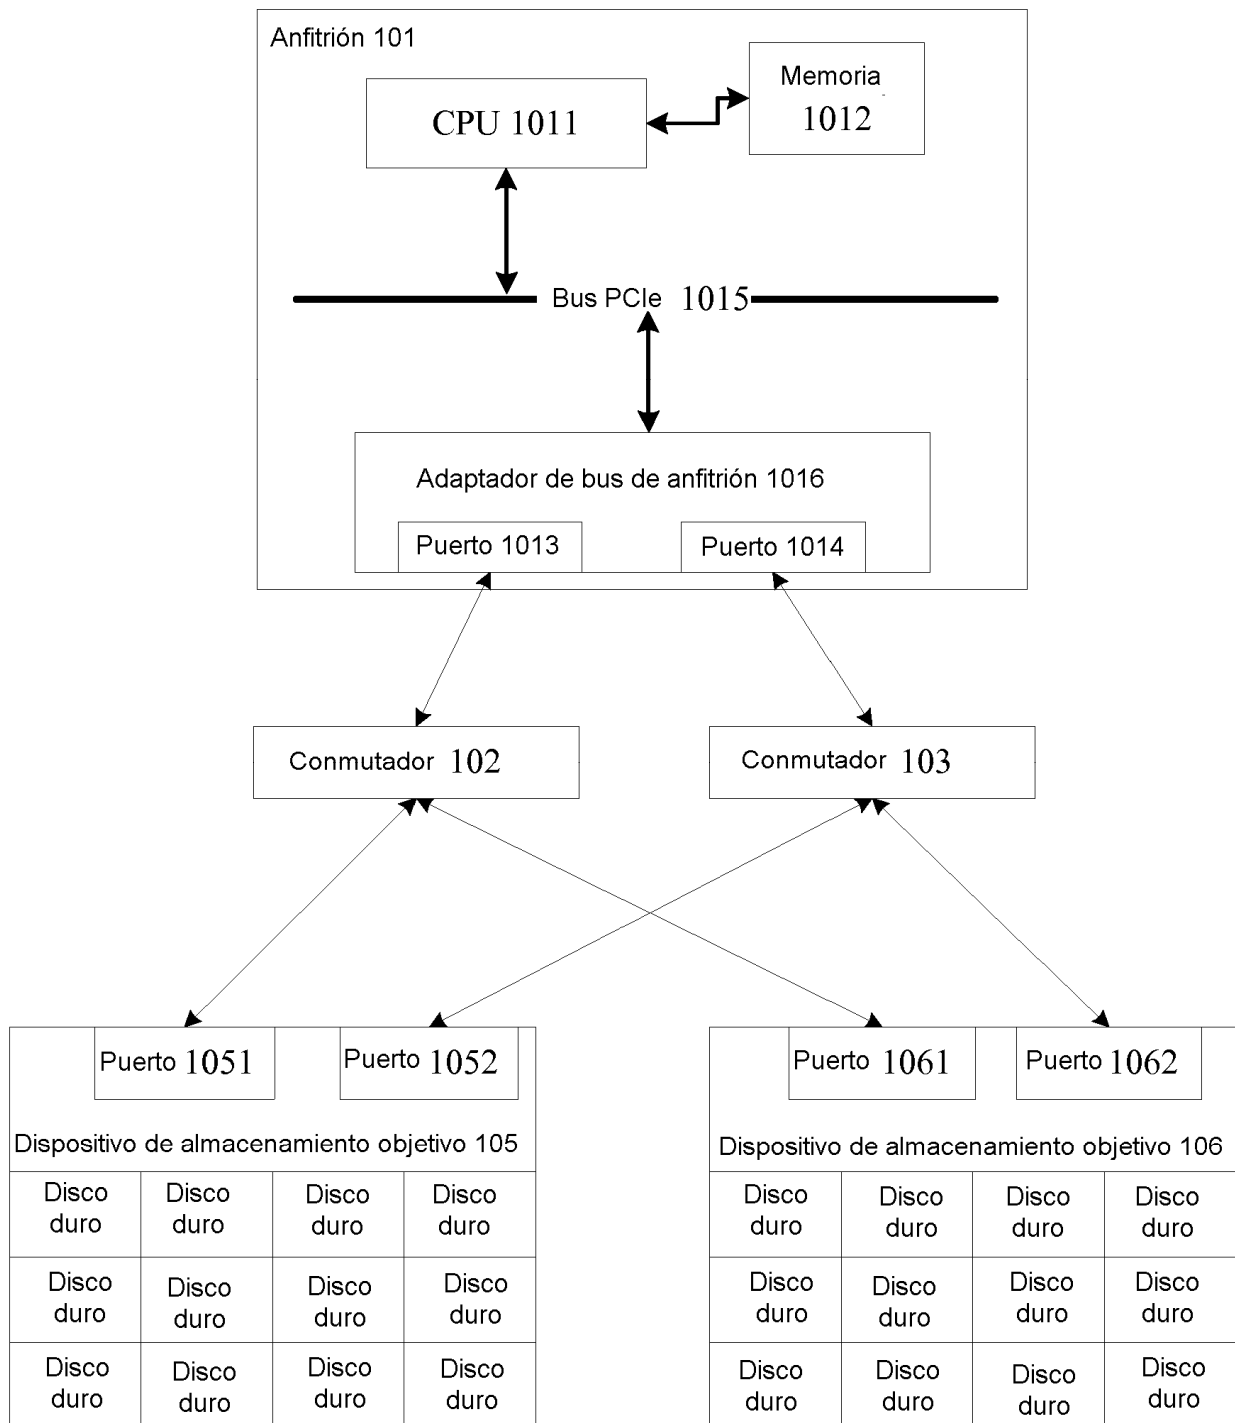 Anfitrión 101
Memoria
1012
CPU 1011
Bus PCIe 1015
Adaptador de bus de anfitrión 1016
Puerto 1013
Puerto 1014
Conmutador 102
Conmutador 103
Puerto 1051
Puerto 1052
Puerto 1061
Puerto 1062
Dispositivo de almacenamiento objetivo 105
Disco
duro
Disco
duro
Disco
duro
Disco
duro
Disco
duro
Disco
duro
Disco
duro
Disco
duro
Disco
duro
Disco
duro
Disco
duro
Disco
duro
Dispositivo de almacenamiento objetivo 106
Disco
duro
Disco
duro
Disco
duro
Disco
duro
Disco
duro
Disco
duro
Disco
duro
Disco
duro
Disco
duro
Disco
duro
Disco
duro
Disco
duro